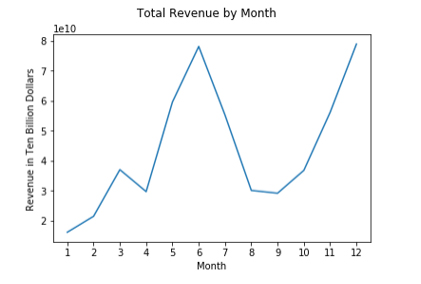 Total Revenue by Month
1e10
8
7
6
5
4
3
2
Revenue in Ten Billion Dollars
1 2 3 4 5 6 7 8 9 10 11 12
Month